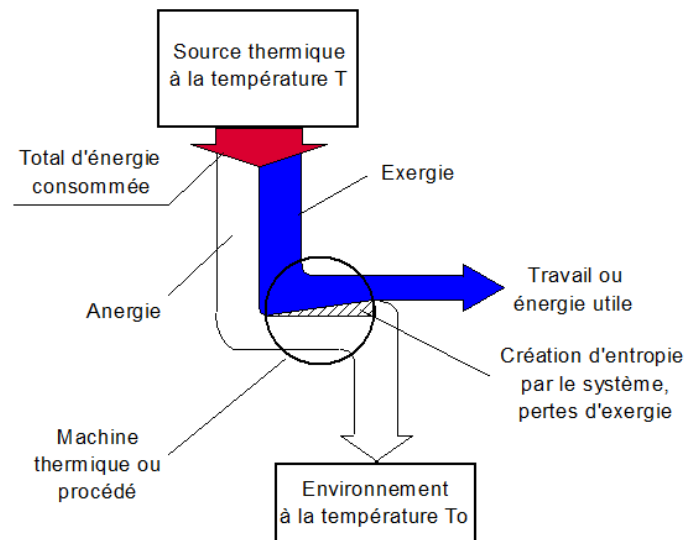 Source thermique
à la température T
Total d'énergie
consommée
Exergie
Anergie
Travail ou
énergie utile
Création d'entropie
par le système,
pertes d'exergie
Machine
thermique ou
procédé
Environnement
à la température To